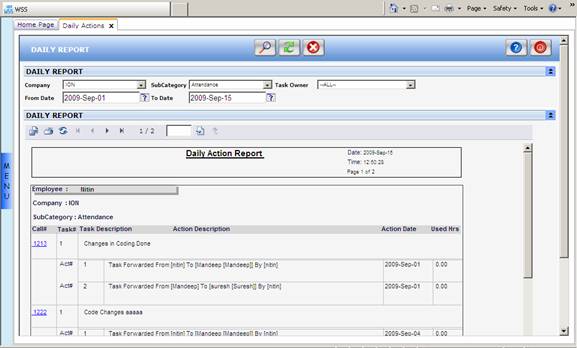 WSS
Page Safety Tools
Home Page Daily Actions X
DAILY REPORT
DAILY REPORT
Company ION SubCategory Attendance Task Owner --ALL--
From Date 2009-Sep-01 ? To Date 2009-Sep-15 ?
DAILY REPORT
1 / 2
MENU
Daily Action Report
Date: 2009-Sep-15
Time: 12:50:28
Page 1 of 2
Employee : Nitin
Company : ION
SubCategory : Attendance
Call# Task# Task Description Action Description Action Date Used Hrs
1213 1 Changes in Coding Done
Act# 1 Task Forwarded From [nitin] To [Mandeep [Mandeep]] By [nitin] 2009-Sep-01 0.00
Act# 2 Task Forwarded From [Mandeep] To [suresh [Suresh]] By [nitin] 2009-Sep-01 0.00
1222 1 Code Changes aaaaa
Act# 1 Task Forwarded From [nitin] To [Mandeep [Mandeep]] By [nitin] 2009-Sep-04 0.00